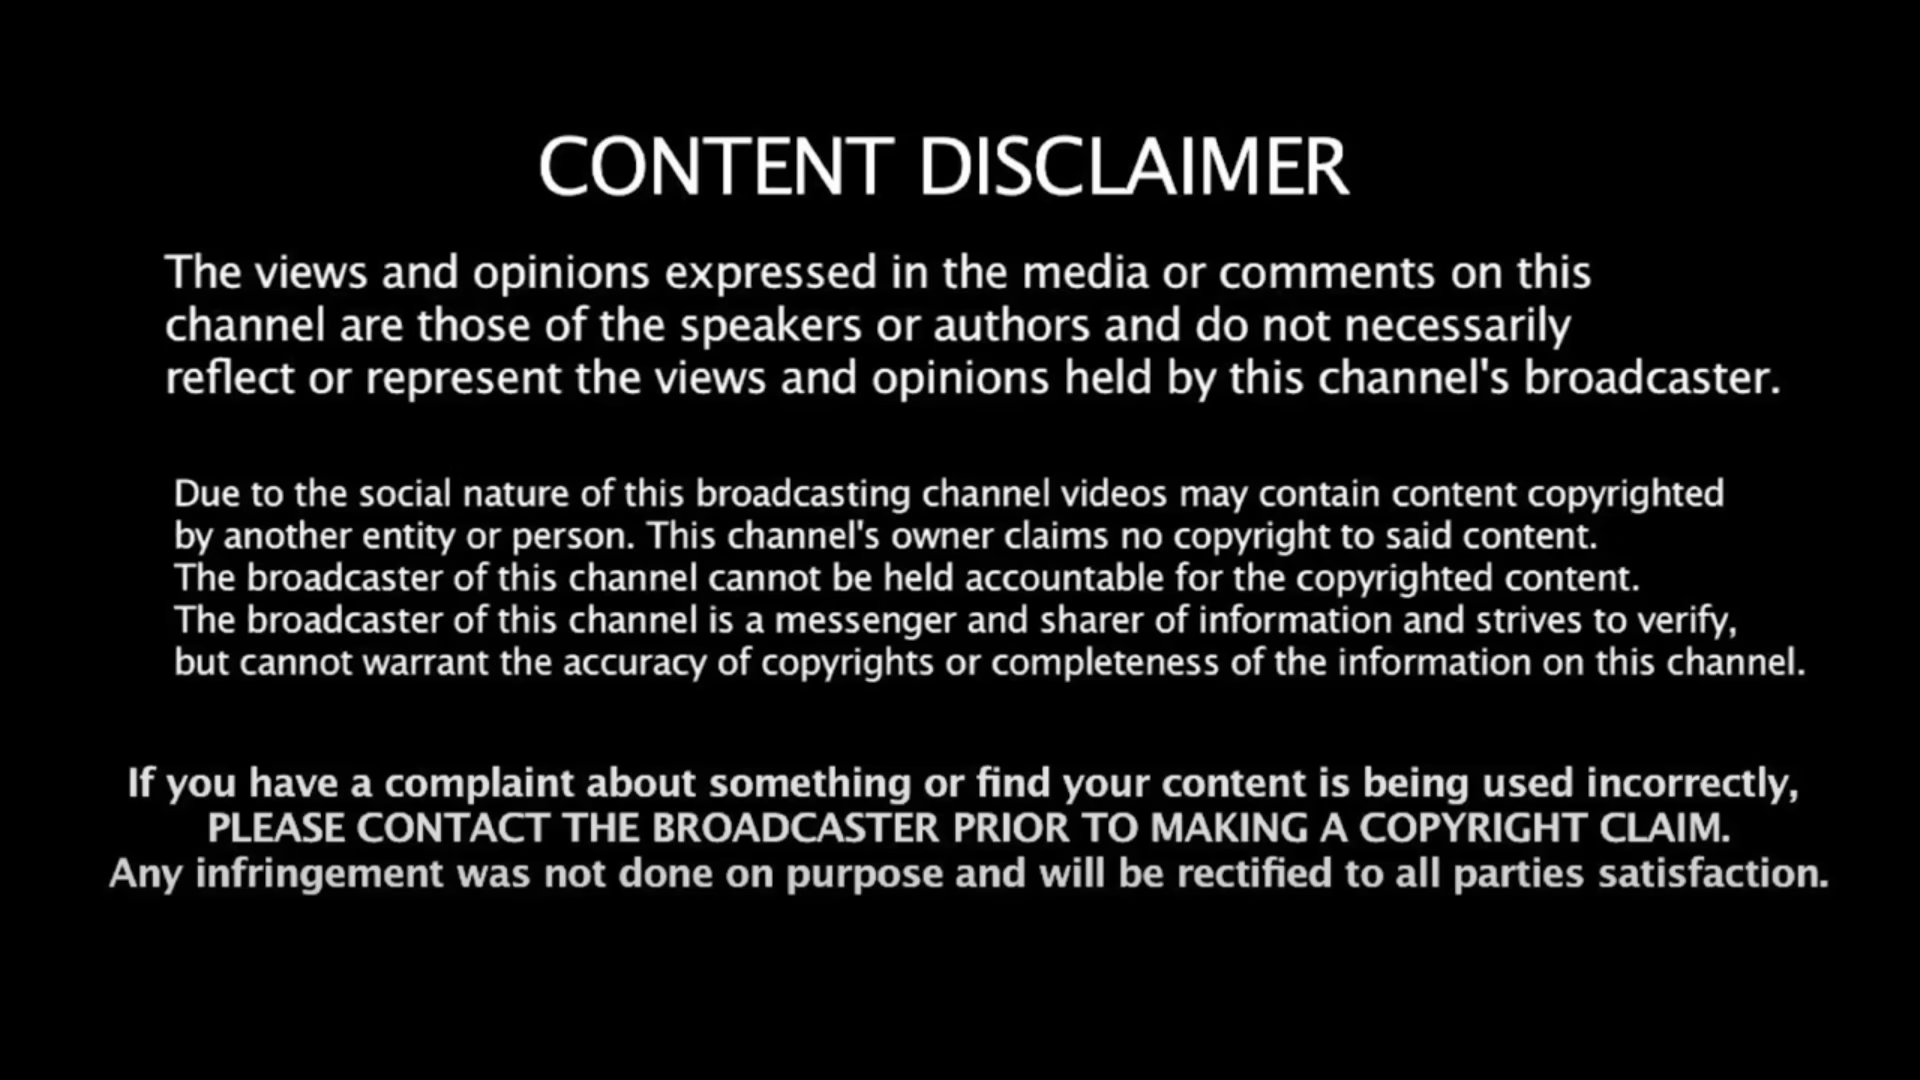 CONTENT DISCLAIMER
The views and opinions expressed in the media or comments on this
channel are those of the speakers or authors and do not necessarily
reflect or represent the views and opinions held by this channel's broadcaster.
Due to the social nature of this broadcasting channel videos may contain content copyrighted
by another entity or person. This channel's owner claims no copyright to said content.
The broadcaster of this channel cannot be held accountable for the copyrighted content.
The broadcaster of this channel is a messenger and sharer of information and strives to verify,
but cannot warrant the accuracy of copyrights or completeness of the information on this channel.
If you have a complaint about something or find your content is being used incorrectly,
PLEASE CONTACT THE BROADCASTER PRIOR TO MAKING A COPYRIGHT CLAIM.
Any infringement was not done on purpose and will be rectified to all parties satisfaction.